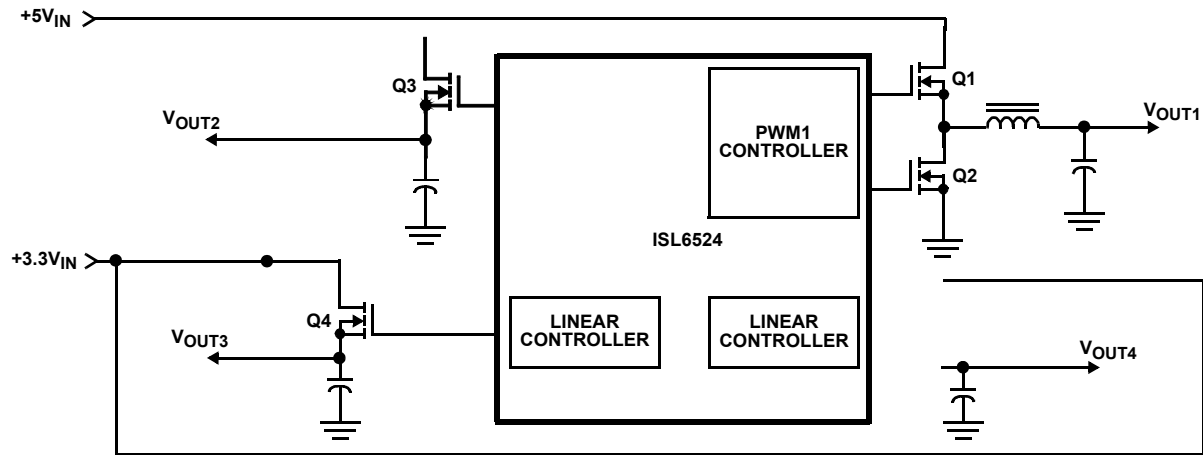 +5VIN
Q3
Q1
VOUT2
VOUT1
PWM1
CONTROLLER
Q2
ISL6524
+3.3VIN
Q4
LINEAR
CONTROLLER
LINEAR
CONTROLLER
VOUT3
VOUT4